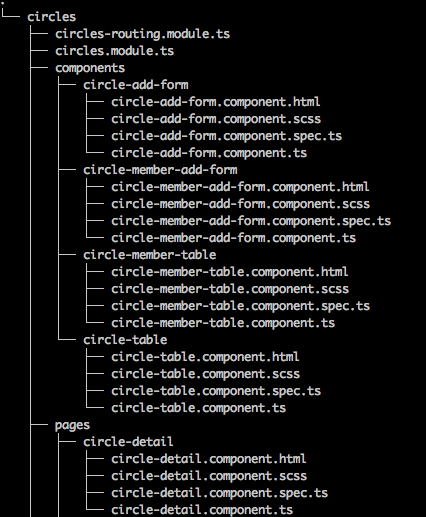 .
circles
circles-routing.module.ts
circles.module.ts
components
circle-add-form
circle-add-form.component.html
circle-add-form.component.scss
circle-add-form.component.spec.ts
circle-add-form.component.ts
circle-member-add-form
circle-member-add-form.component.html
circle-member-add-form.component.scss
circle-member-add-form.component.spec.ts
circle-member-add-form.component.ts
circle-member-table
circle-member-table.component.html
circle-member-table.component.scss
circle-member-table.component.spec.ts
circle-member-table.component.ts
circle-table
circle-table.component.html
circle-table.component.scss
circle-table.component.spec.ts
circle-table.component.ts
pages
circle-detail
circle-detail.component.html
circle-detail.component.scss
circle-detail.component.spec.ts
circle-detail.component.ts